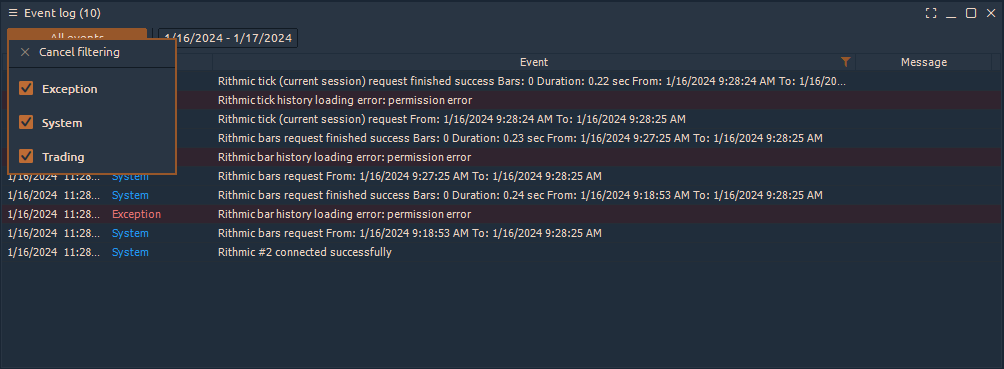 Event log (10)
All events
1/16/2024 - 1/17/2024
Cancel filtering
Exception
System
Trading
Event
Message
Rithmic tick (current session) request finished success Bars: 0 Duration: 0.22 sec From: 1/16/2024 9:28:24 AM To: 1/16/20...
Rithmic tick history loading error: permission error
Rithmic tick (current session) request From: 1/16/2024 9:28:24 AM To: 1/16/2024 9:28:25 AM
Rithmic bars request finished success Bars: 0 Duration: 0.23 sec From: 1/16/2024 9:27:25 AM To: 1/16/2024 9:28:25 AM
Rithmic bar history loading error: permission error
1/16/2024 11:28... System Rithmic bars request From: 1/16/2024 9:27:25 AM To: 1/16/2024 9:28:25 AM
1/16/2024 11:28... System Rithmic bars request finished success Bars: 0 Duration: 0.24 sec From: 1/16/2024 9:18:53 AM To: 1/16/2024 9:28:25 AM
1/16/2024 11:28... Exception Rithmic bar history loading error: permission error
1/16/2024 11:28... System Rithmic bars request From: 1/16/2024 9:18:53 AM To: 1/16/2024 9:28:25 AM
1/16/2024 11:28... System Rithmic #2 connected successfully